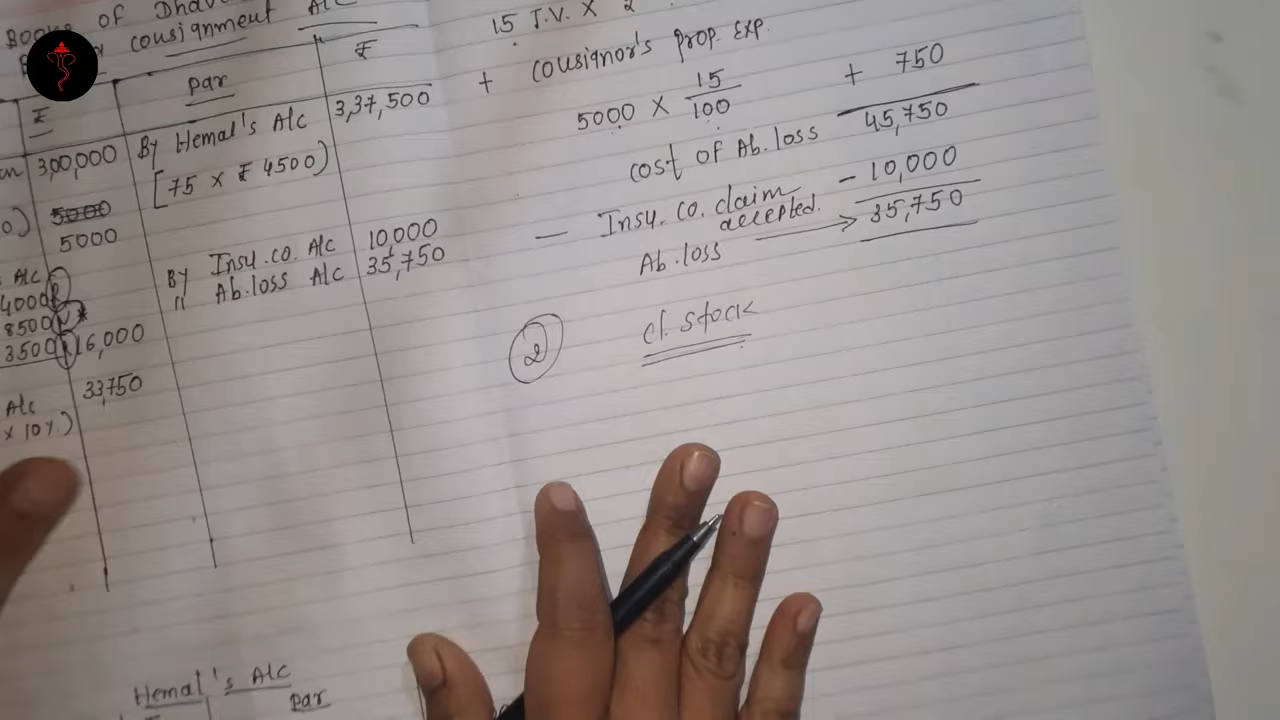 Books of Dhav
consignment A/c
₹ Par ₹
3,00,000 By Hemal's A/c 3,37,500
[75 x ₹ 4500)
0) 5000
5000
By Insu.co. A/c 10,000
A/c " Ab.loss A/c 35,750
4000
8500
3500 16,000
A/c 33,750
x 10%)
15 T.V. x 2
+ consignor's prop. Exp.
5000 x 15/100 + 750
cost of Ab.loss 45,750
— Insu.co.claim accepted. - 10,000
Ab.loss → 35,750
2 cl. stock
Hemal's A/c
Par